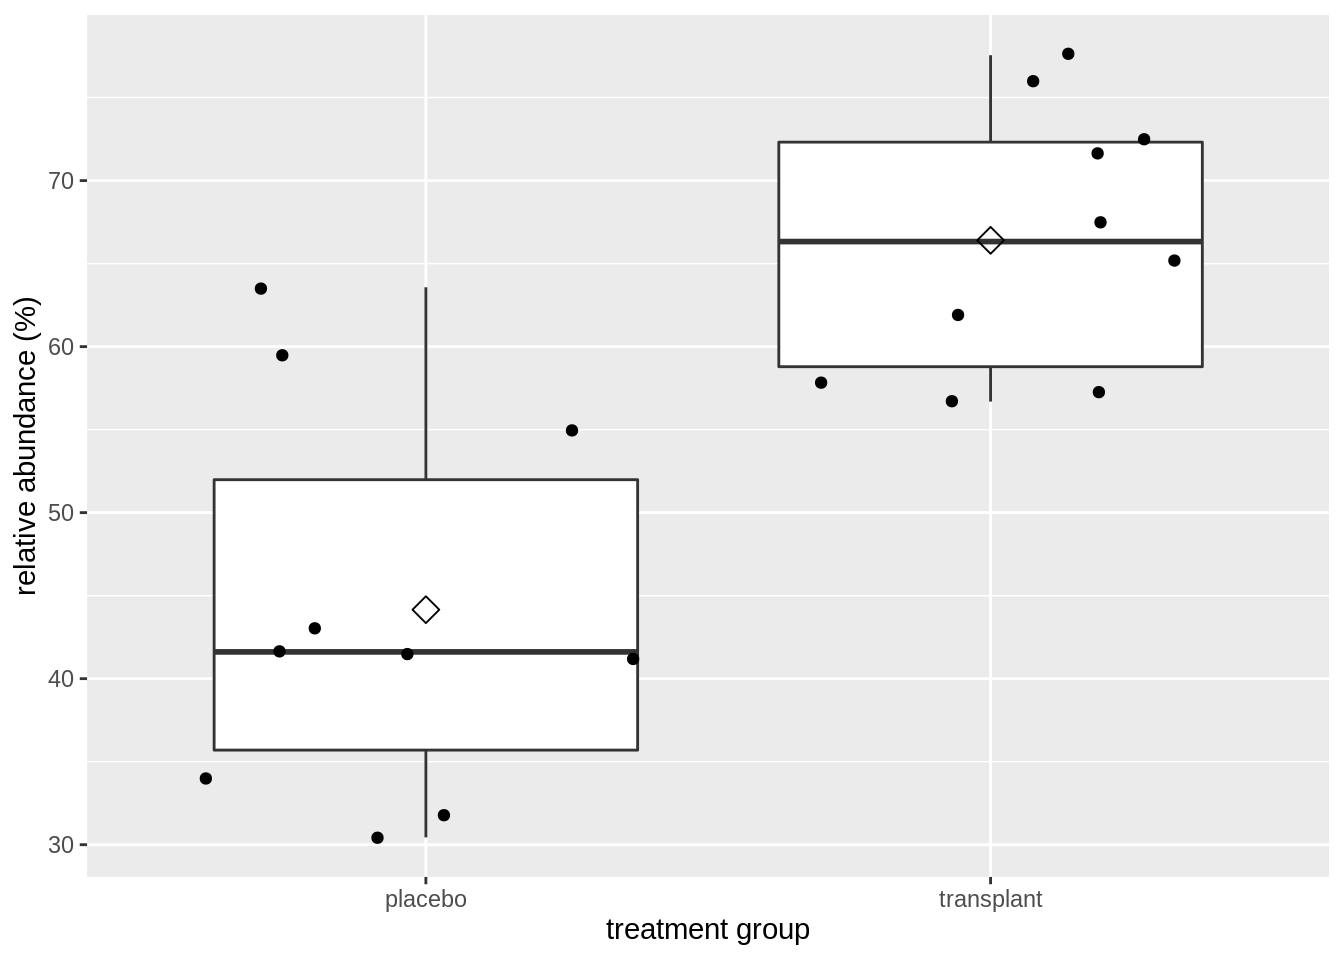 relative abundance (%)
70
60
50
40
30
placebo
transplant
treatment group